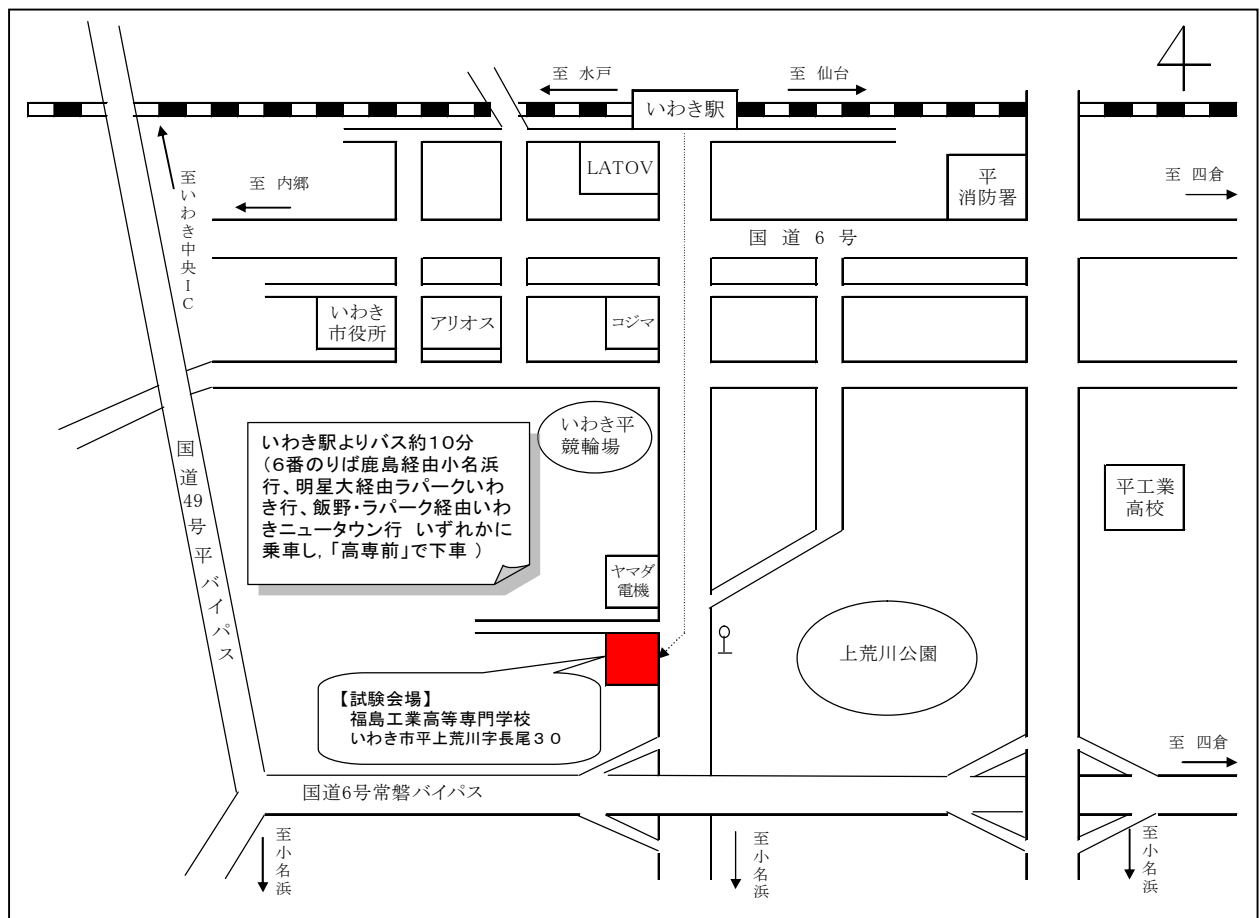 至 水戸
至 仙台
いわき駅
LATOV
平
消防署
至 四倉
至いわき中央IC
至 内郷
国 道 6 号
いわき
市役所
アリオス
コジマ
いわき平
競輪場
国道49号平バイパス
いわき駅よりバス約10分
(6番のりば鹿島経由小名浜
行、明星大経由ラパークいわ
き行、飯野・ラパーク経由いわ
きニュータウン行 いずれかに
乗車し,「高専前」で下車 )
平工業
高校
ヤマダ
電機
上荒川公園
【試験会場】
福島工業高等専門学校
いわき市平上荒川字長尾30
至 四倉
国道6号常磐バイパス
至小名浜
至小名浜
至小名浜